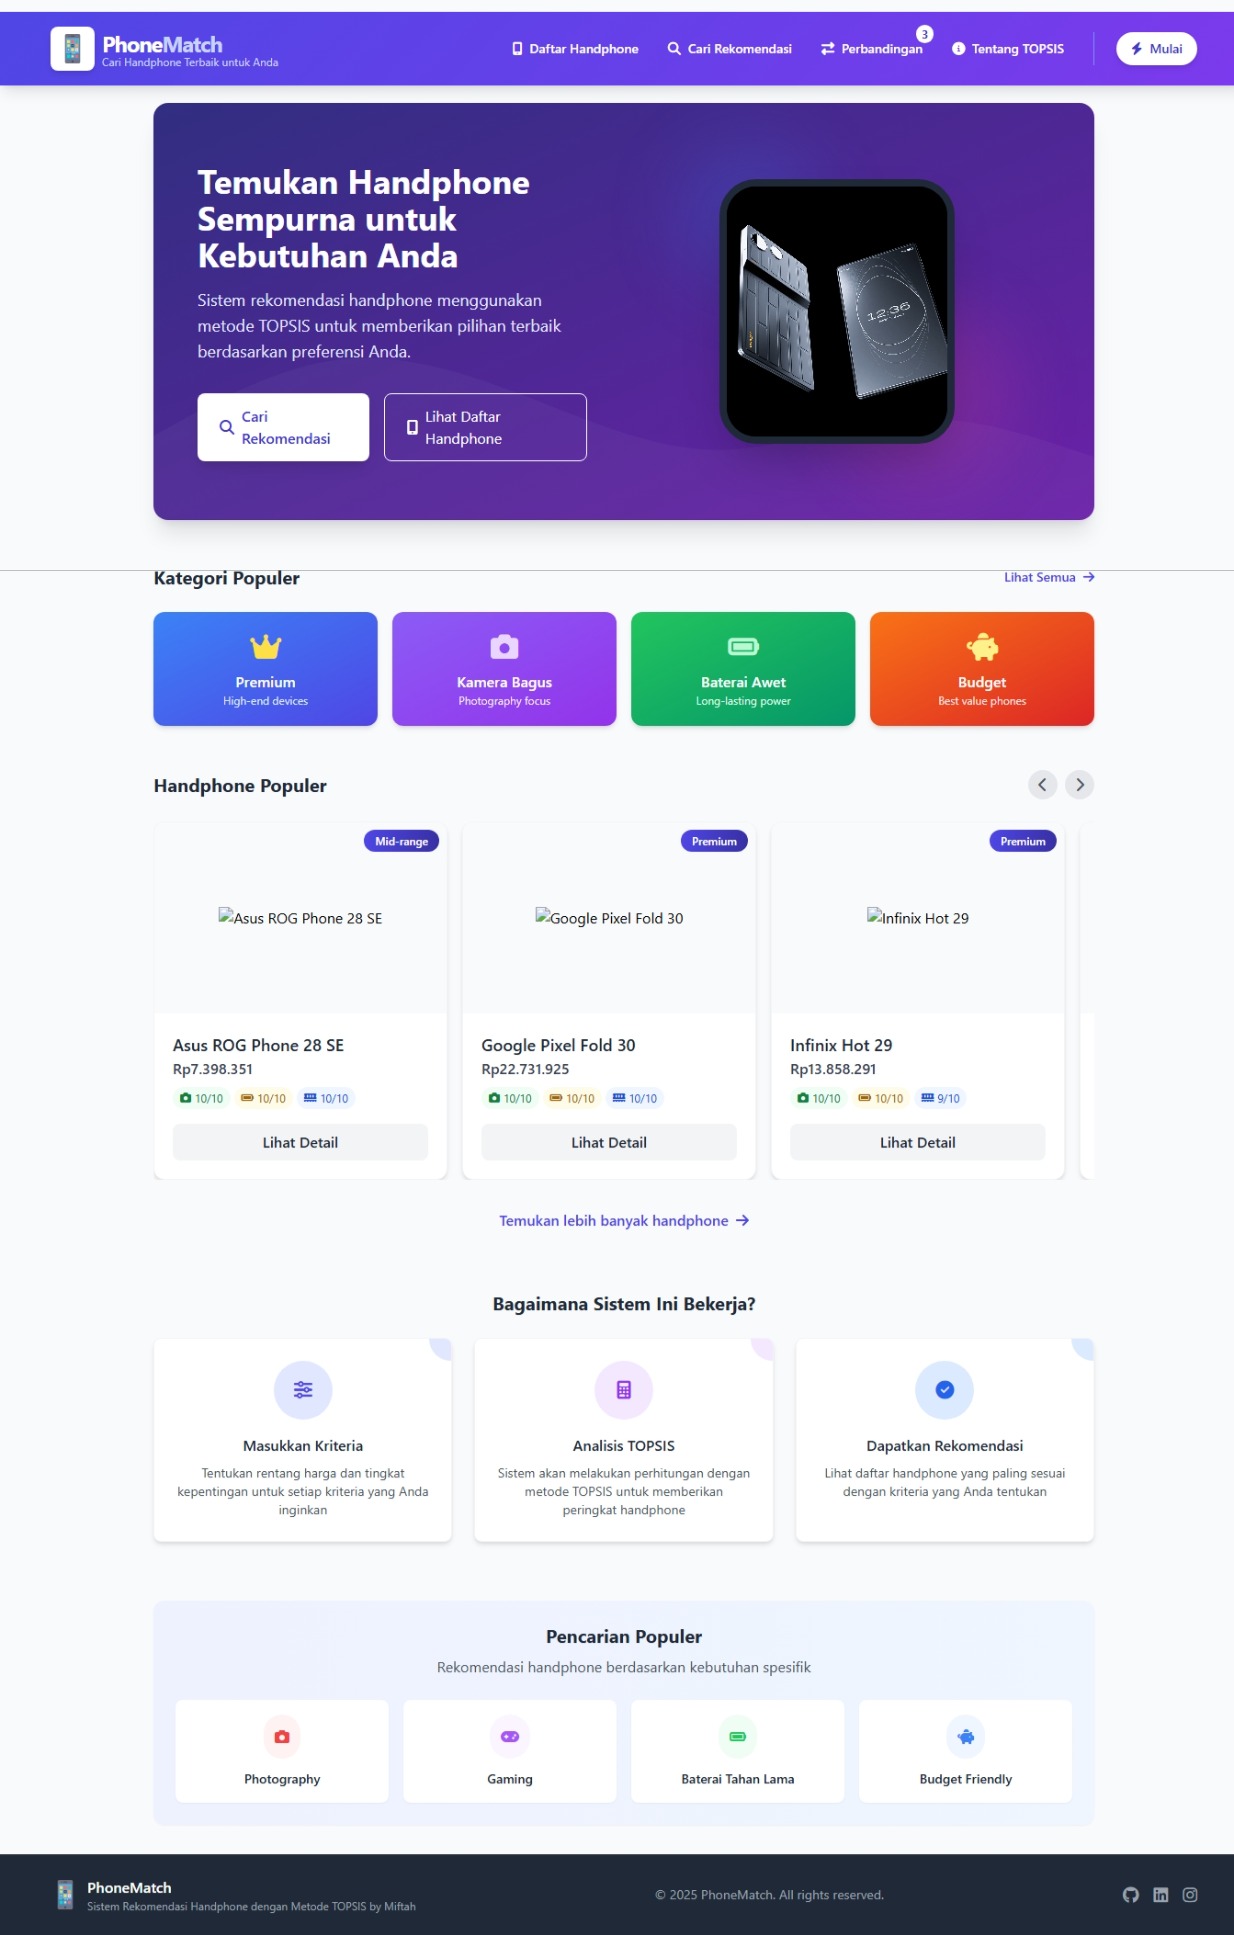 PhoneMatch
Cari Handphone Terbaik untuk Anda
Daftar Handphone
Cari Rekomendasi
Perbandingan
3
Tentang TOPSIS
Mulai
Temukan Handphone
Sempurna untuk
Kebutuhan Anda
Sistem rekomendasi handphone menggunakan
metode TOPSIS untuk memberikan pilihan terbaik
berdasarkan preferensi Anda.
Cari
Rekomendasi
Lihat Daftar
Handphone
12:36
Kategori Populer
Lihat Semua
Premium
High-end devices
Kamera Bagus
Photography focus
Baterai Awet
Long-lasting power
Budget
Best value phones
Handphone Populer
Mid-range
Asus ROG Phone 28 SE
Asus ROG Phone 28 SE
Rp7.398.351
10/10 10/10 10/10
Lihat Detail
Premium
Google Pixel Fold 30
Google Pixel Fold 30
Rp22.731.925
10/10 10/10 10/10
Lihat Detail
Premium
Infinix Hot 29
Infinix Hot 29
Rp13.858.291
10/10 10/10 9/10
Lihat Detail
Temukan lebih banyak handphone
Bagaimana Sistem Ini Bekerja?
Masukkan Kriteria
Tentukan rentang harga dan tingkat
kepentingan untuk setiap kriteria yang Anda
inginkan
Analisis TOPSIS
Sistem akan melakukan perhitungan dengan
metode TOPSIS untuk memberikan
peringkat handphone
Dapatkan Rekomendasi
Lihat daftar handphone yang paling sesuai
dengan kriteria yang Anda tentukan
Pencarian Populer
Rekomendasi handphone berdasarkan kebutuhan spesifik
Photography
Gaming
Baterai Tahan Lama
Budget Friendly
PhoneMatch
Sistem Rekomendasi Handphone dengan Metode TOPSIS by Miftah
© 2025 PhoneMatch. All rights reserved.